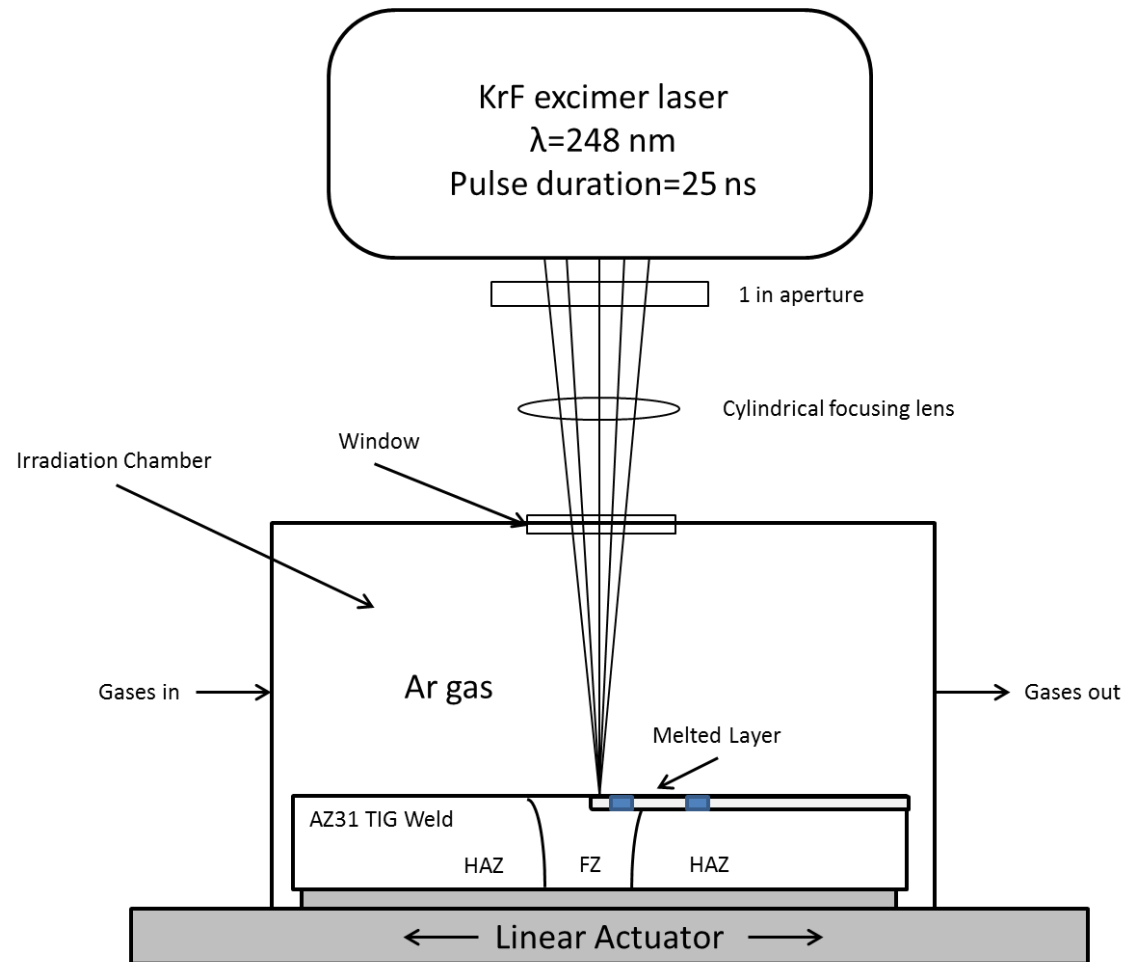 KrF excimer laser
λ=248 nm
Pulse duration=25 ns
1 in aperture
Cylindrical focusing lens
Window
Irradiation Chamber
Gases in
Ar gas
Gases out
Melted Layer
AZ31 TIG Weld
HAZ
FZ
HAZ
Linear Actuator